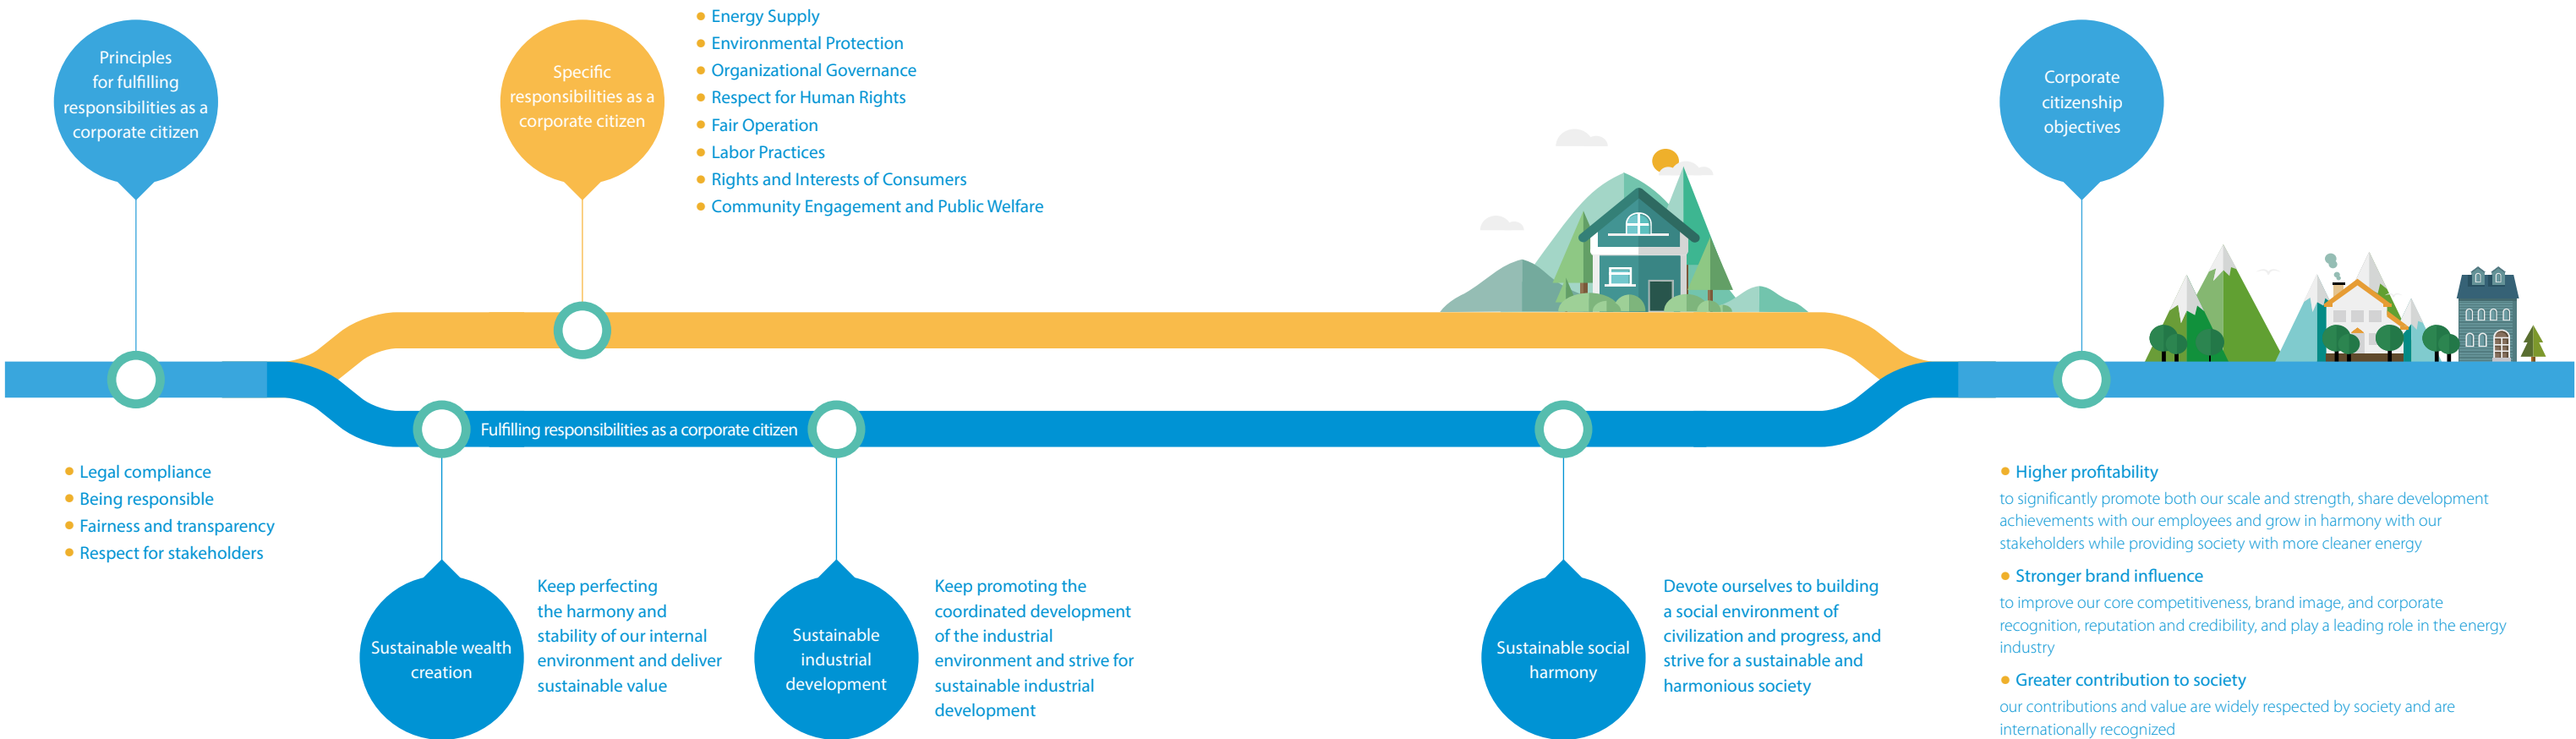 Principles
for fulfilling
responsibilities as a
corporate citizen
Legal compliance
Being responsible
Fairness and transparency
Respect for stakeholders
Specific
responsibilities as a
corporate citizen
Energy Supply
Environmental Protection
Organizational Governance
Respect for Human Rights
Fair Operation
Labor Practices
Rights and Interests of Consumers
Community Engagement and Public Welfare
Fulfilling responsibilities as a corporate citizen
Sustainable wealth
creation
Keep perfecting
the harmony and
stability of our internal
environment and deliver
sustainable value
Sustainable
industrial
development
Keep promoting the
coordinated development
of the industrial
environment and strive for
sustainable industrial
development
Sustainable social
harmony
Devote ourselves to building
a social environment of
civilization and progress, and
strive for a sustainable and
harmonious society
Corporate
citizenship
objectives
Higher profitability
to significantly promote both our scale and strength, share development
achievements with our employees and grow in harmony with our
stakeholders while providing society with more cleaner energy
Stronger brand influence
to improve our core competitiveness, brand image, and corporate
recognition, reputation and credibility, and play a leading role in the energy
industry
Greater contribution to society
our contributions and value are widely respected by society and are
internationally recognized